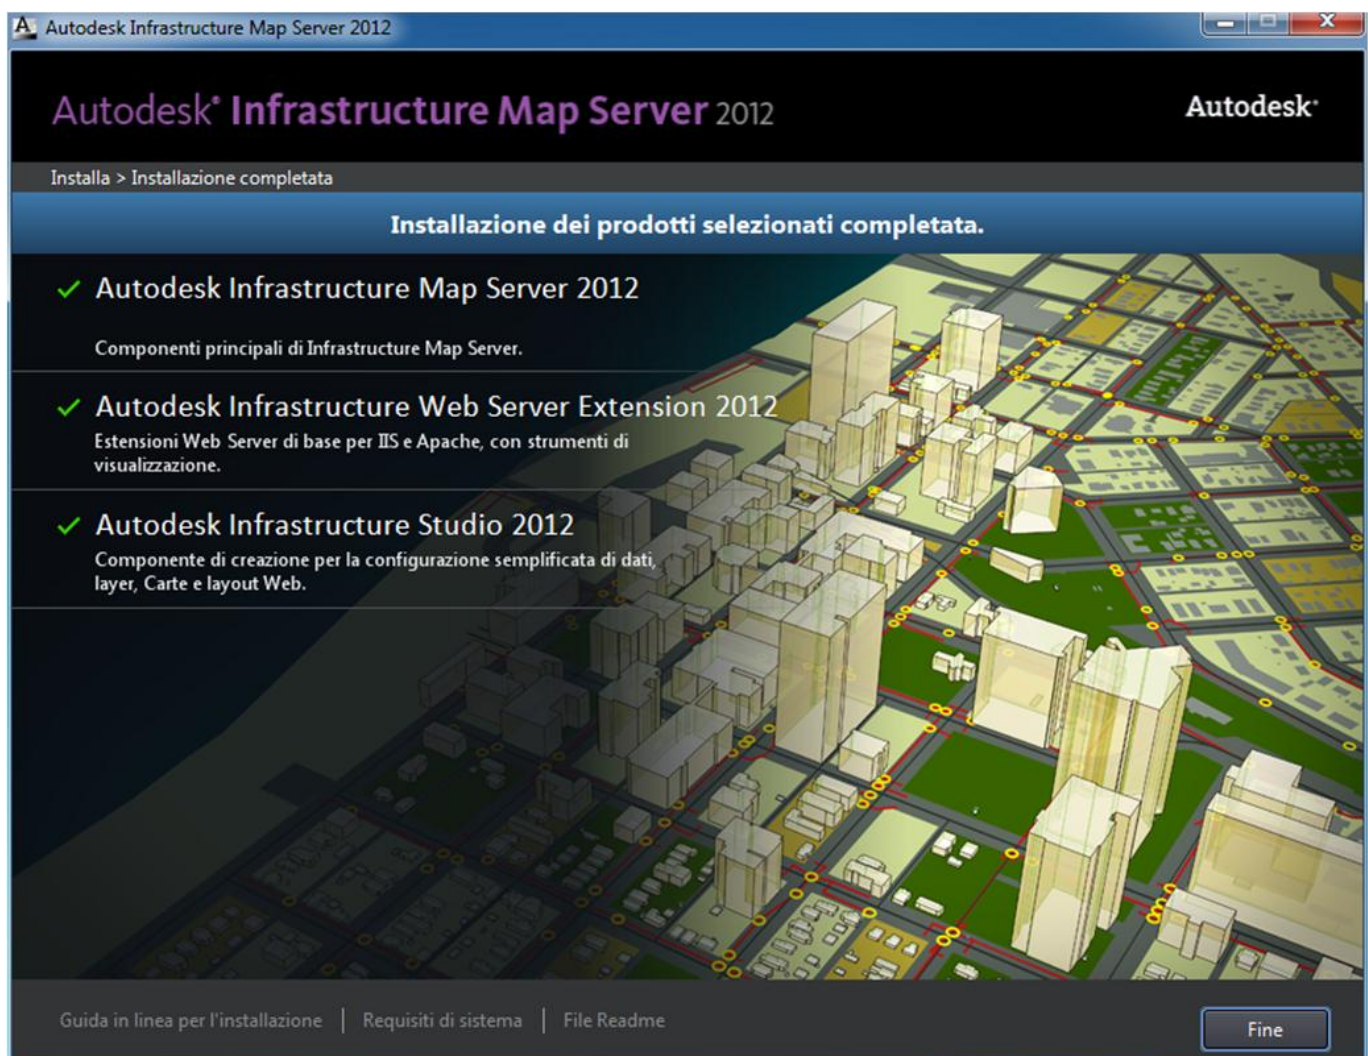 Autodesk Infrastructure Map Server 2012
Autodesk® Infrastructure Map Server 2012
Autodesk®
Installa > Installazione completata
Installazione dei prodotti selezionati completata.
Autodesk Infrastructure Map Server 2012
Componenti principali di Infrastructure Map Server.
Autodesk Infrastructure Web Server Extension 2012
Estensioni Web Server di base per IIS e Apache, con strumenti di
visualizzazione.
Autodesk Infrastructure Studio 2012
Componente di creazione per la configurazione semplificata di dati,
layer, Carte e layout Web.
Guida in linea per l'installazione | Requisiti di sistema | File Readme
Fine